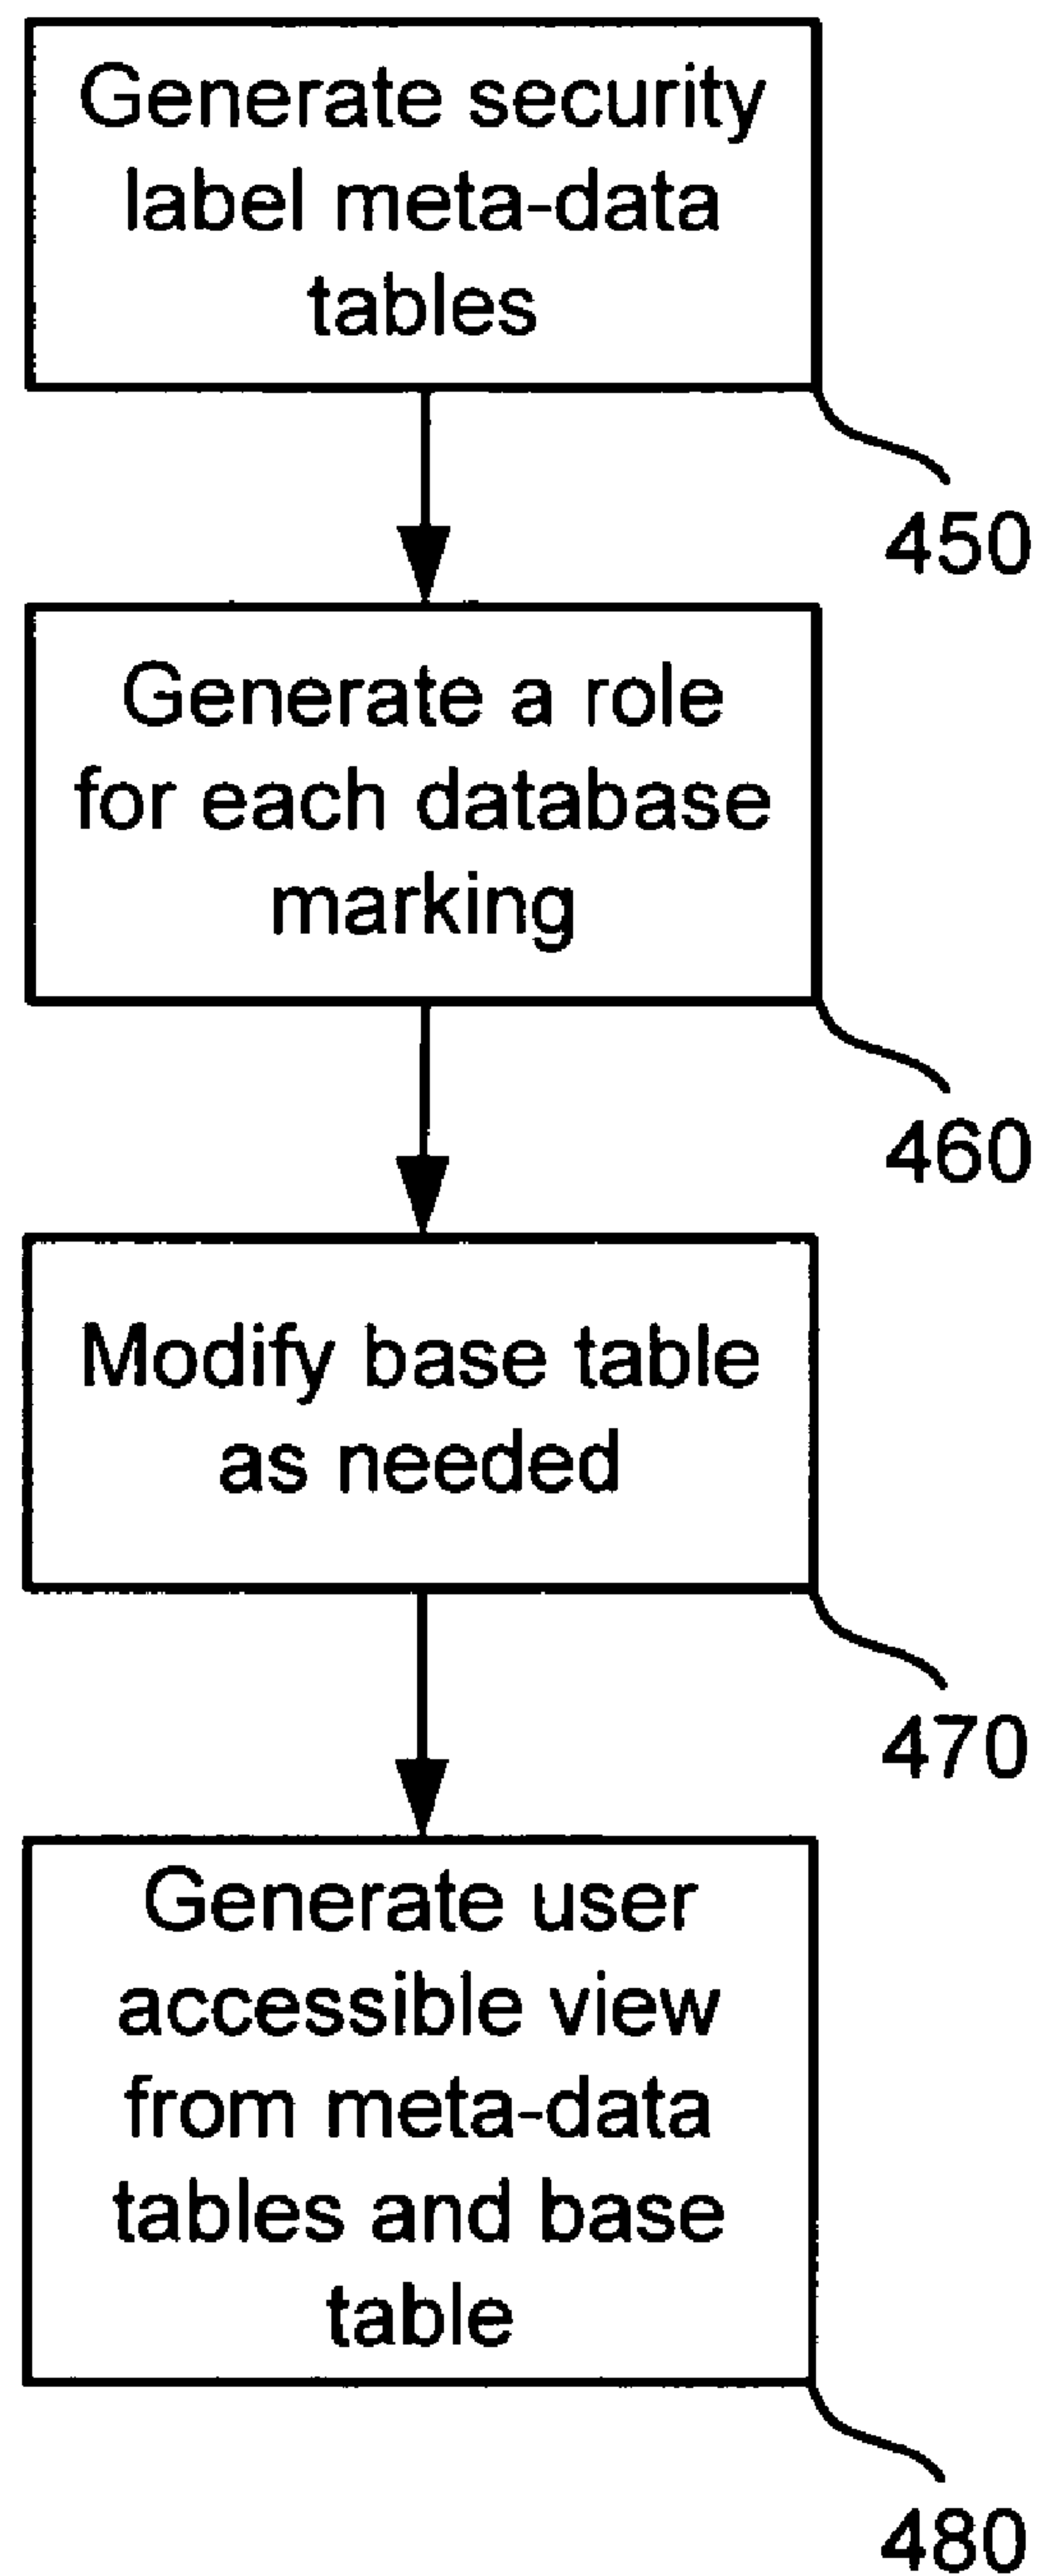 Generate security
label meta-data
tables
450
Generate a role
for each database
marking
460
Modify base table
as needed
470
Generate user
accessible view
from meta-data
tables and base
table
480